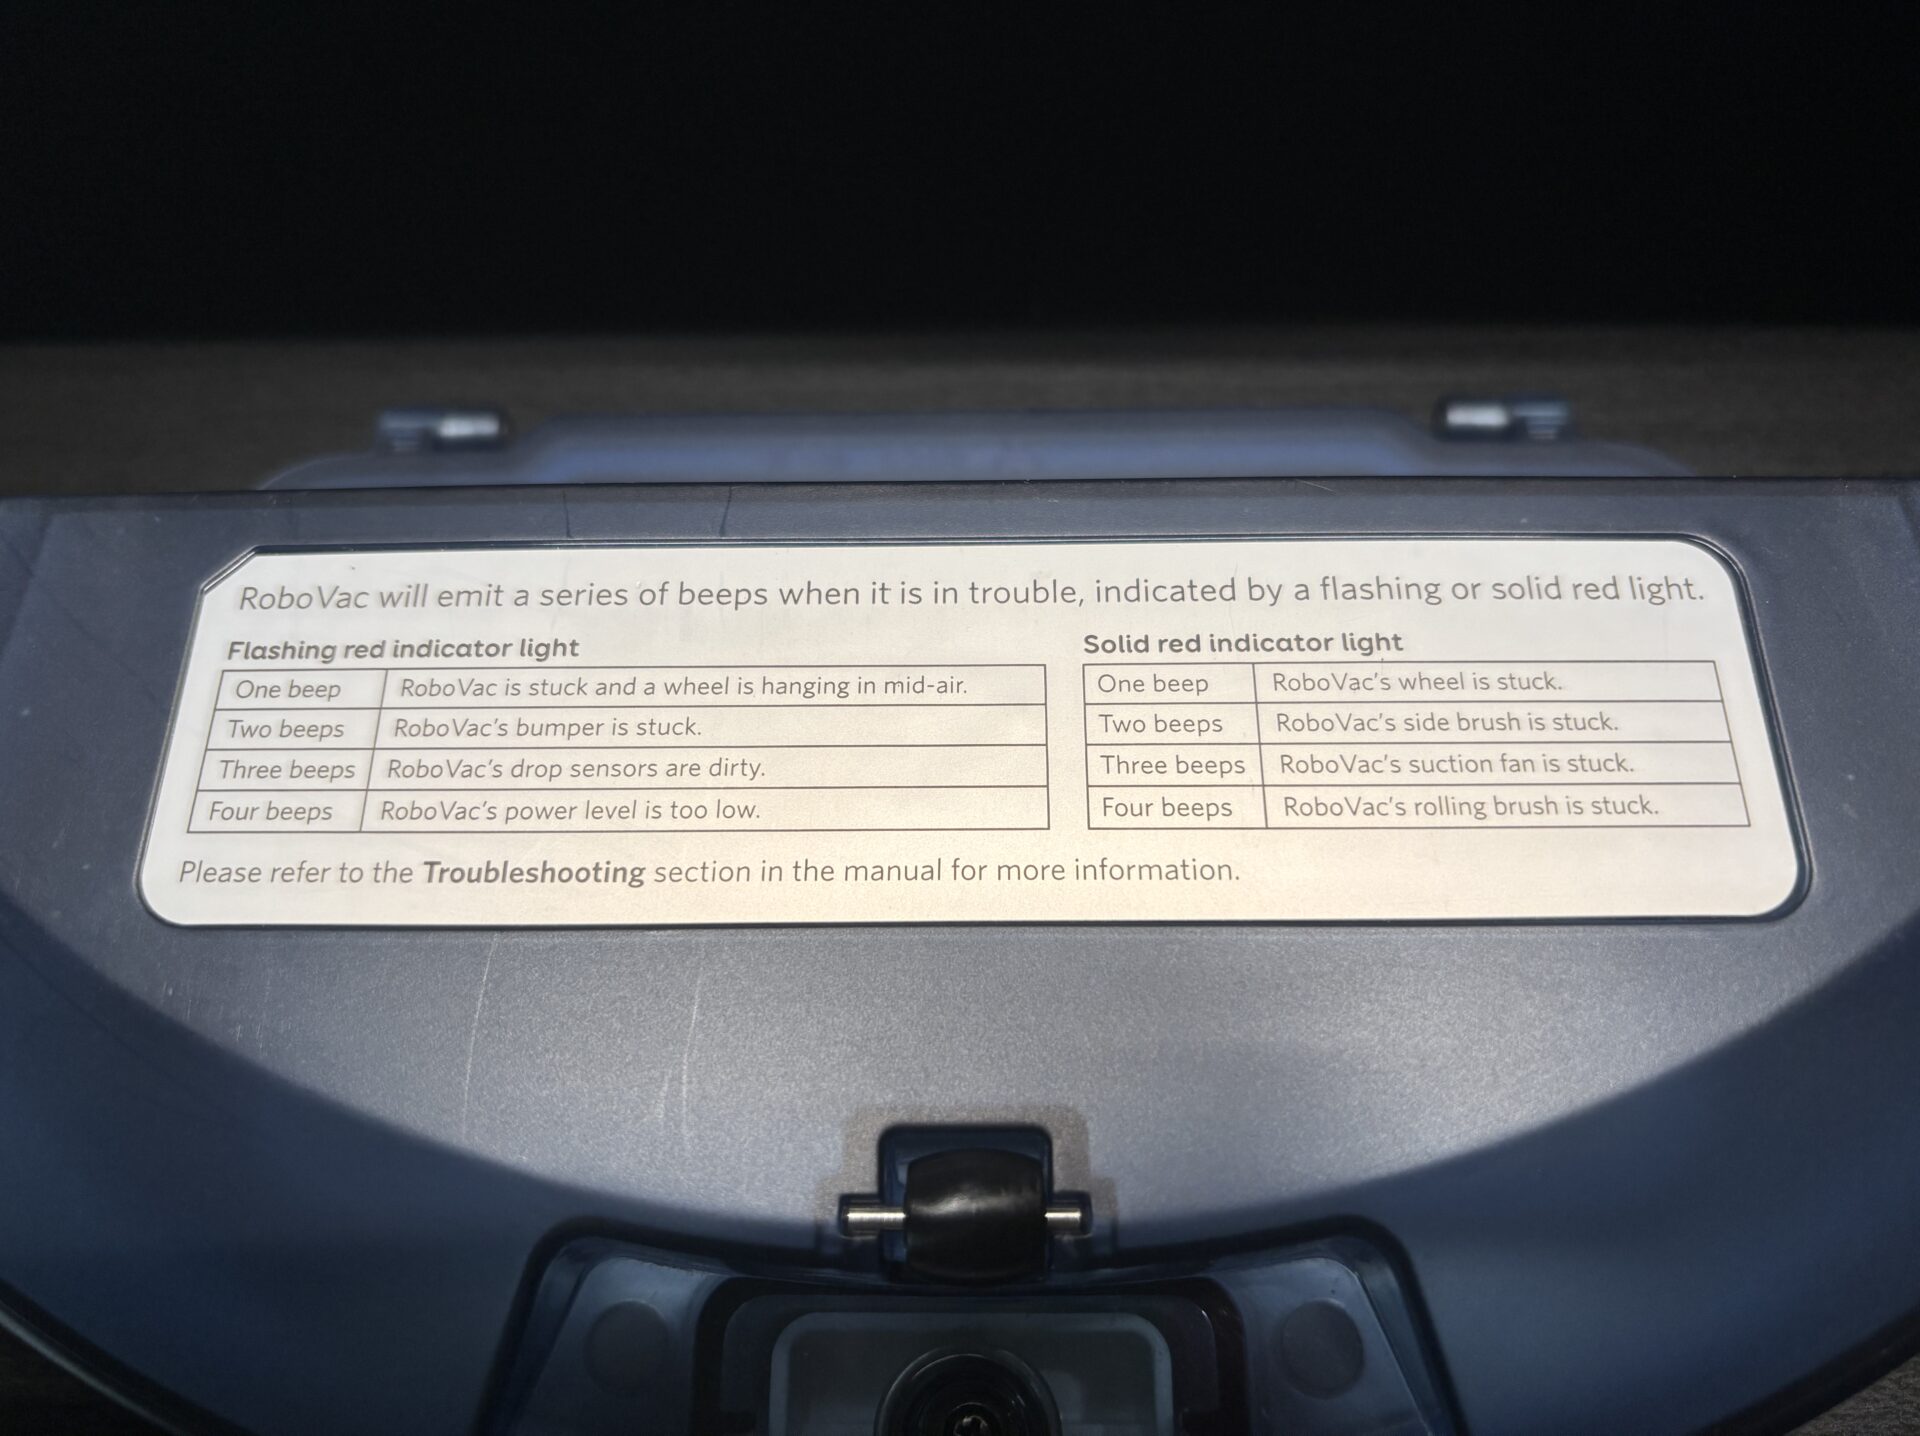 RoboVac will emit a series of beeps when it is in trouble, indicated by a flashing or solid red light.
Flashing red indicator light
One beep RoboVac is stuck and a wheel is hanging in mid-air.
Two beeps RoboVac's bumper is stuck.
Three beeps RoboVac's drop sensors are dirty.
Four beeps RoboVac's power level is too low.
Solid red indicator light
One beep RoboVac's wheel is stuck.
Two beeps RoboVac's side brush is stuck.
Three beeps RoboVac's suction fan is stuck.
Four beeps RoboVac's rolling brush is stuck.
Please refer to the Troubleshooting section in the manual for more information.